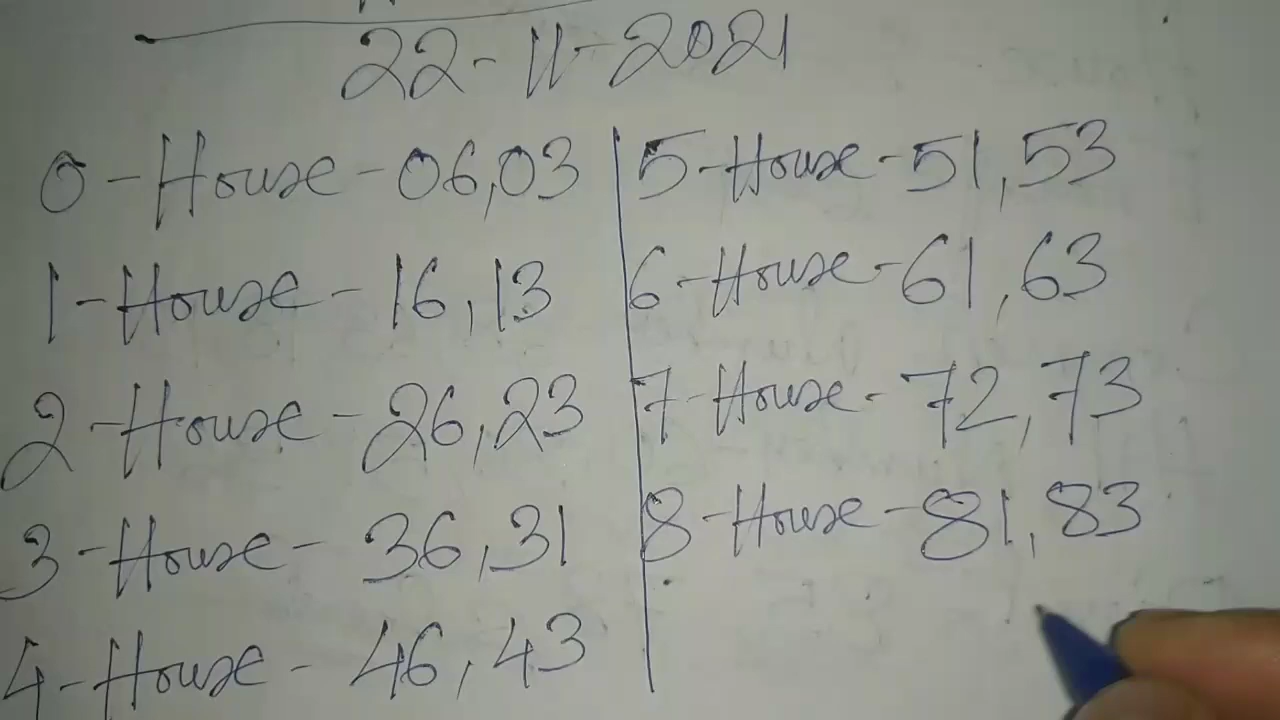 22-11-2021
0-House-06,03
1-House-16,13
2-House-26,23
3-House-36,31
4-House-46,43
5-House-51,53
6-House-61,63
7-House-72,73
8-House-81,83